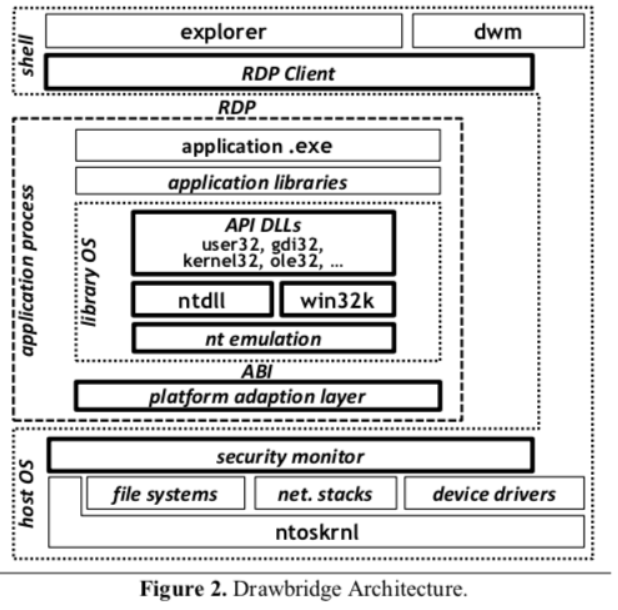 shell
explorer
dwm
RDP Client
RDP
application process
application .exe
application libraries
library OS
API DLLs
user32, gdi32,
kernel32, ole32, ...
ntdll
win32k
nt emulation
ABI
platform adaption layer
host OS
security monitor
file systems
net. stacks
device drivers
ntoskrnl
Figure 2. Drawbridge Architecture.